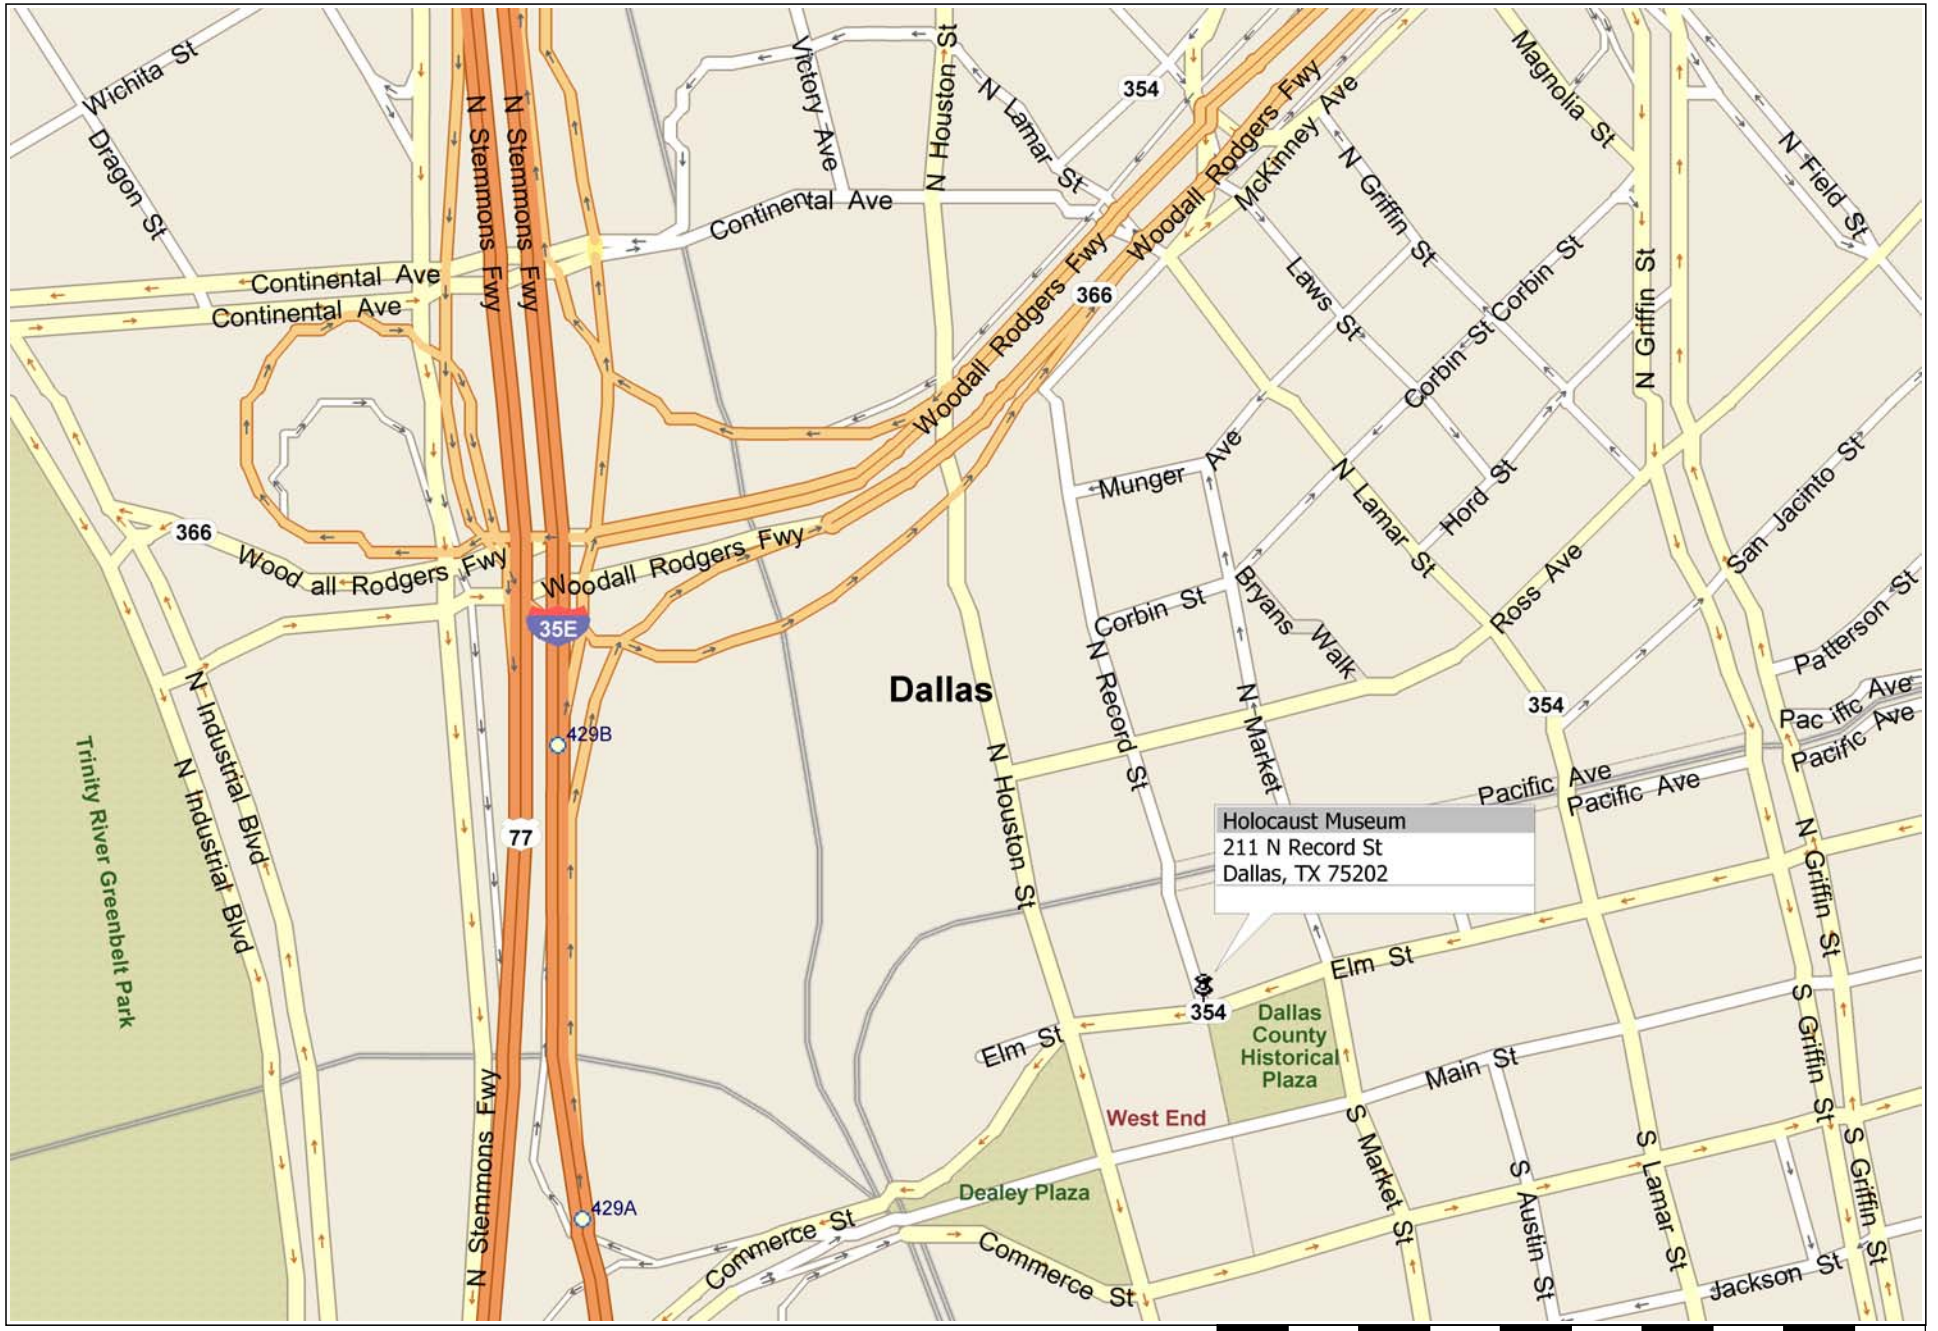 Wichita St
Dragon St
N Stemmons Fwy
N Stemmons Fwy
Victory Ave
N Houston St
N Lamar St
354
Woodall Rodgers Fwy
McKinney Ave
Magnolia St
N Field St
Continental Ave
Continental Ave
Continental Ave
N Griffin St
Laws St
Corbin St
Corbin St
N Griffin St
366
Woodall Rodgers Fwy
Munger Ave
N Lamar St
Hord St
San Jacinto St
366
Wood all Rodgers Fwy
Woodall Rodgers Fwy
35E
Corbin St
Bryans Walk
Ross Ave
Patterson St
N Industrial Blvd
N Industrial Blvd
Trinity River Greenbelt Park
Dallas
N Record St
N Market
354
Pac ific Ave
Pacific Ave
429B
N Houston St
Pacific Ave
Pacific Ave
77
Holocaust Museum
211 N Record St
Dallas, TX 75202
N Griffin St
Elm St
354
Elm St
Dallas
County
Historical
Plaza
S Griffin St
Main St
N Stemmons Fwy
West End
S Market St
S Lamar St
S Griffin St
S Austin St
Dealey Plaza
429A
Commerce St
Commerce St
Jackson St